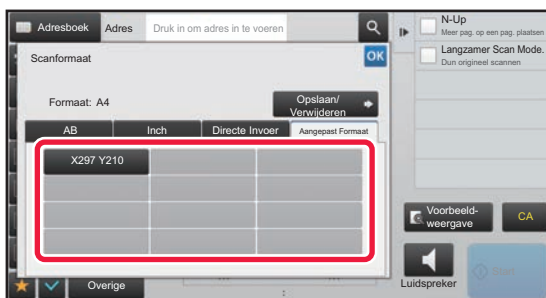 Adresboek
Adres
Druk in om adres in te voeren
N-Up
Meer pag. op een pag. plaatsen
Langzamer Scan Mode.
Dun origineel scannen
Scanformaat
OK
Formaat: A4
Opslaan/
Verwijderen
AB
Inch
Directe Invoer
Aangepast Formaat
X297 Y210
Voorbeeld-
weergave
CA
Luidspreker
Start
Overige